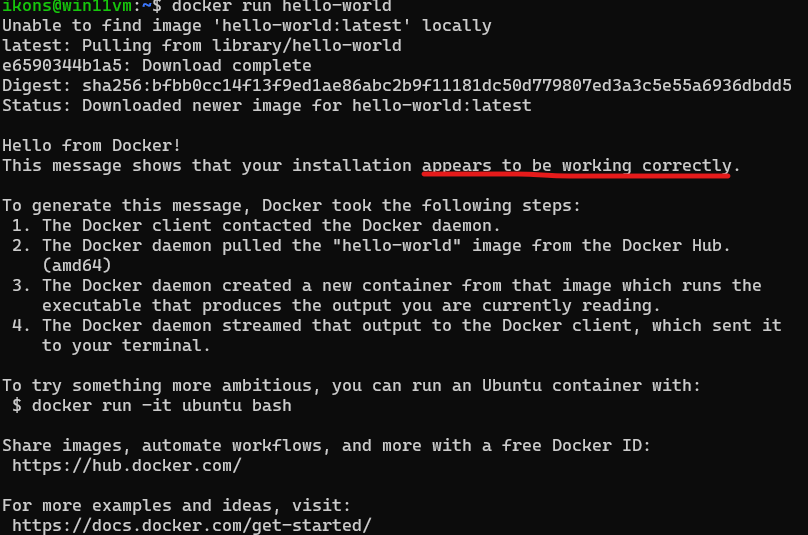 ikons@win11vm:~$ docker run hello-world
Unable to find image 'hello-world:latest' locally
latest: Pulling from library/hello-world
e6590344b1a5: Download complete
Digest: sha256:bfbb0cc14f13f9ed1ae86abc2b9f11181dc50d779807ed3a3c5e55a6936dbdd5
Status: Downloaded newer image for hello-world:latest
Hello from Docker!
This message shows that your installation appears to be working correctly.
To generate this message, Docker took the following steps:
1. The Docker client contacted the Docker daemon.
2. The Docker daemon pulled the "hello-world" image from the Docker Hub.
(amd64)
3. The Docker daemon created a new container from that image which runs the
executable that produces the output you are currently reading.
4. The Docker daemon streamed that output to the Docker client, which sent it
to your terminal.
To try something more ambitious, you can run an Ubuntu container with:
$ docker run -it ubuntu bash
Share images, automate workflows, and more with a free Docker ID:
https://hub.docker.com/
For more examples and ideas, visit:
https://docs.docker.com/get-started/